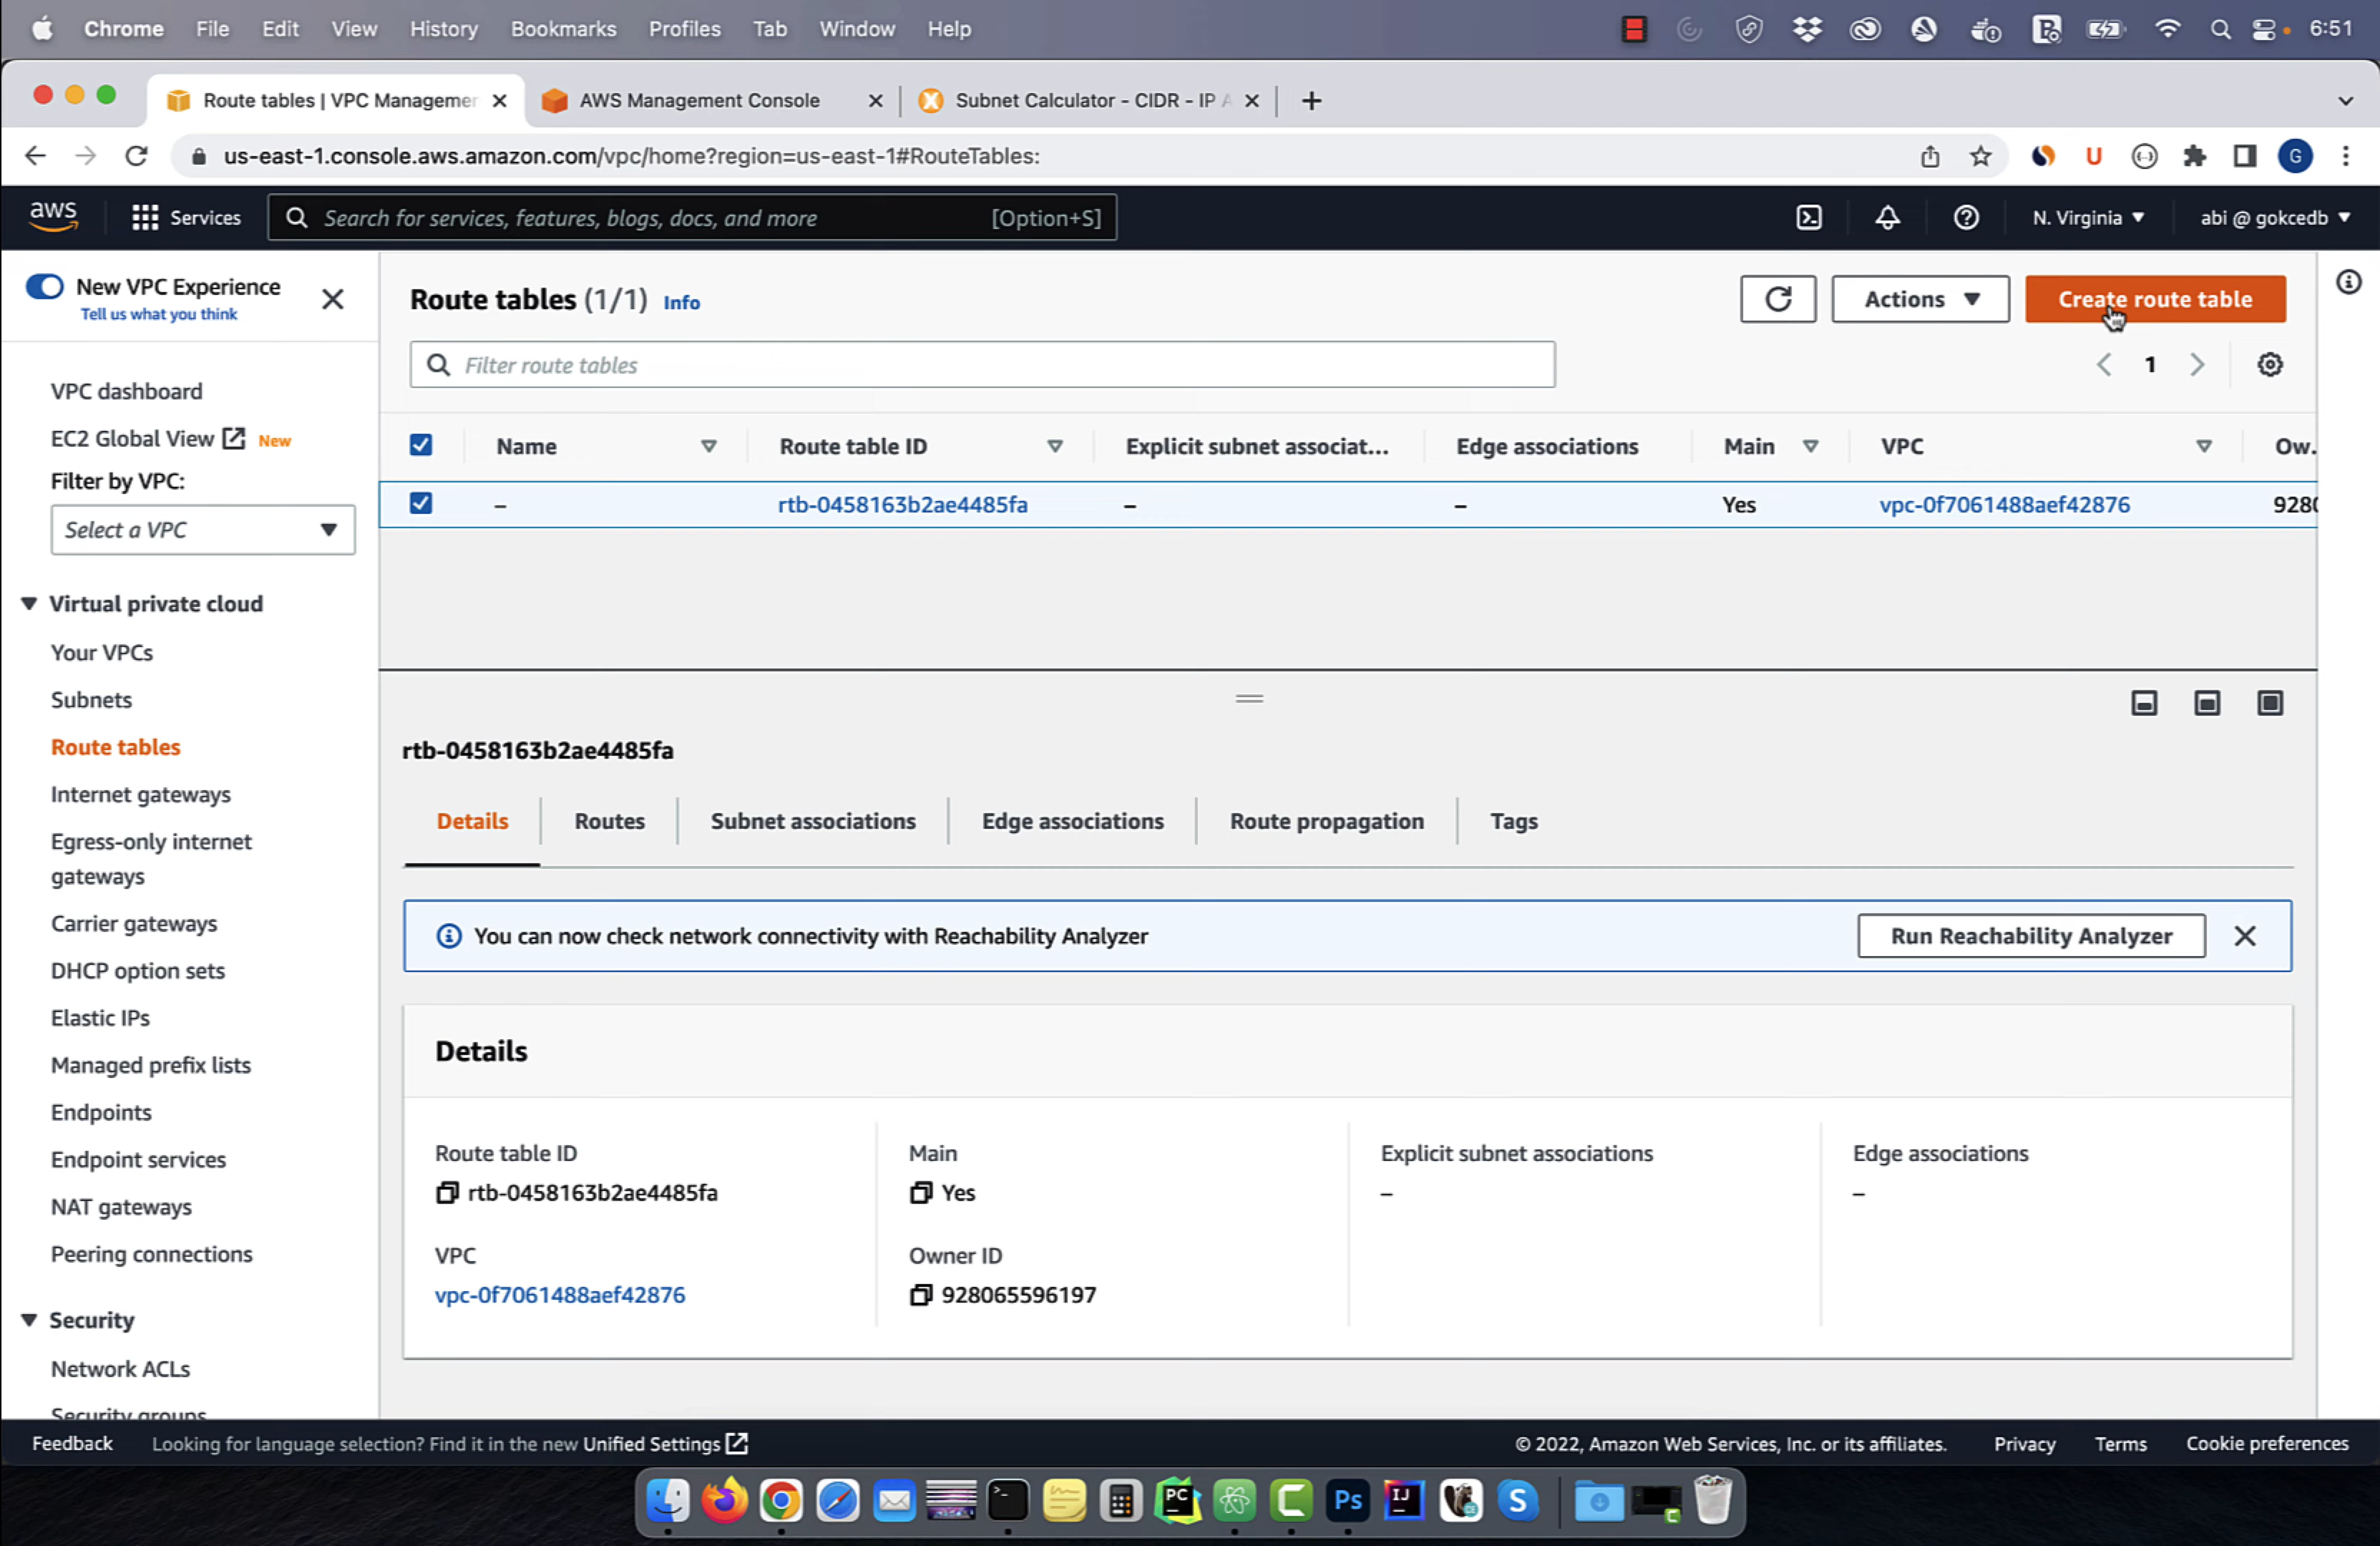 Chrome File Edit View History Bookmarks Profiles Tab Window Help 6:51
Route tables | VPC Managemen AWS Management Console Subnet Calculator - CIDR - IP A
us-east-1.console.aws.amazon.com/vpc/home?region=us-east-1#RouteTables:
G
aws Services Search for services, features, blogs, docs, and more [Option+S] N. Virginia abi @ gokcedb
New VPC Experience
Tell us what you think
VPC dashboard
EC2 Global View New
Filter by VPC:
Select a VPC
Virtual private cloud
Your VPCs
Subnets
Route tables
Internet gateways
Egress-only internet
gateways
Carrier gateways
DHCP option sets
Elastic IPs
Managed prefix lists
Endpoints
Endpoint services
NAT gateways
Peering connections
Security
Network ACLs
Security groups
Route tables (1/1) Info
Actions
Create route table
Filter route tables
1
Name Route table ID Explicit subnet associat... Edge associations Main VPC Ow.
– rtb-0458163b2ae4485fa – – Yes vpc-0f7061488aef42876 9280
rtb-0458163b2ae4485fa
Details Routes Subnet associations Edge associations Route propagation Tags
You can now check network connectivity with Reachability Analyzer
Run Reachability Analyzer
Details
Route table ID
rtb-0458163b2ae4485fa
Main
Yes
Explicit subnet associations
–
Edge associations
–
VPC
vpc-0f7061488aef42876
Owner ID
928065596197
Feedback Looking for language selection? Find it in the new Unified Settings © 2022, Amazon Web Services, Inc. or its affiliates. Privacy Terms Cookie preferences
PC Ps IJ S